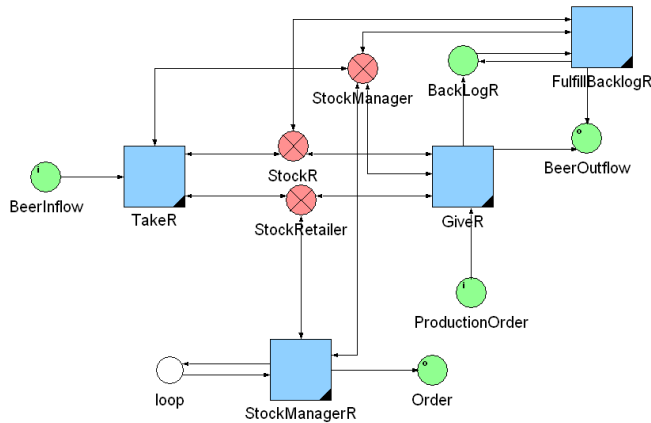 StockManager
BackLogR
FulfillBacklogR
i
StockR
o
BeerOutflow
BeerInflow
TakeR
StockRetailer
GiveR
i
ProductionOrder
loop
StockManagerR
o
Order